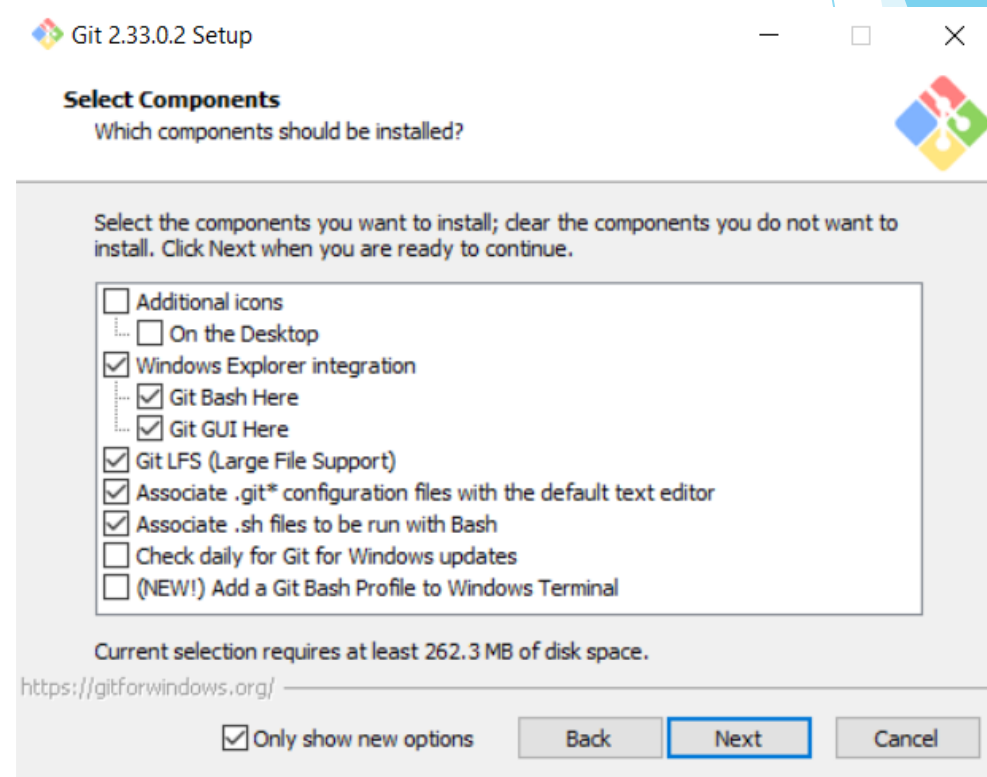 Git 2.33.0.2 Setup
Select Components
Which components should be installed?
Select the components you want to install; clear the components you do not want to
install. Click Next when you are ready to continue.
Additional icons
On the Desktop
Windows Explorer integration
Git Bash Here
Git GUI Here
Git LFS (Large File Support)
Associate .git* configuration files with the default text editor
Associate .sh files to be run with Bash
Check daily for Git for Windows updates
(NEW!) Add a Git Bash Profile to Windows Terminal
Current selection requires at least 262.3 MB of disk space.
https://gitforwindows.org/
Only show new options Back Next Cancel